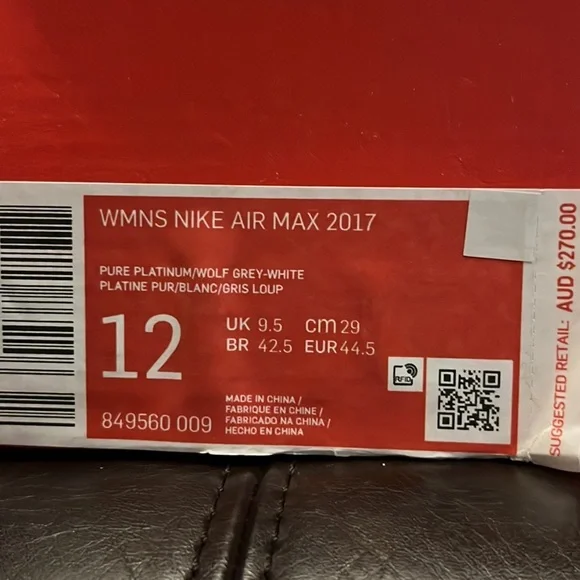 WMNS NIKE AIR MAX 2017
PURE PLATINUM/WOLF GREY-WHITE
PLATINE PUR/BLANC/GRIS LOUP
12
UK 9.5 cm 29
BR 42.5 EUR 44.5
849560 009
MADE IN CHINA /
FABRIQUE EN CHINE /
FABRICADO NA CHINA /
HECHO EN CHINA
RFID
SUGGESTED RETAIL: AUD $270.00